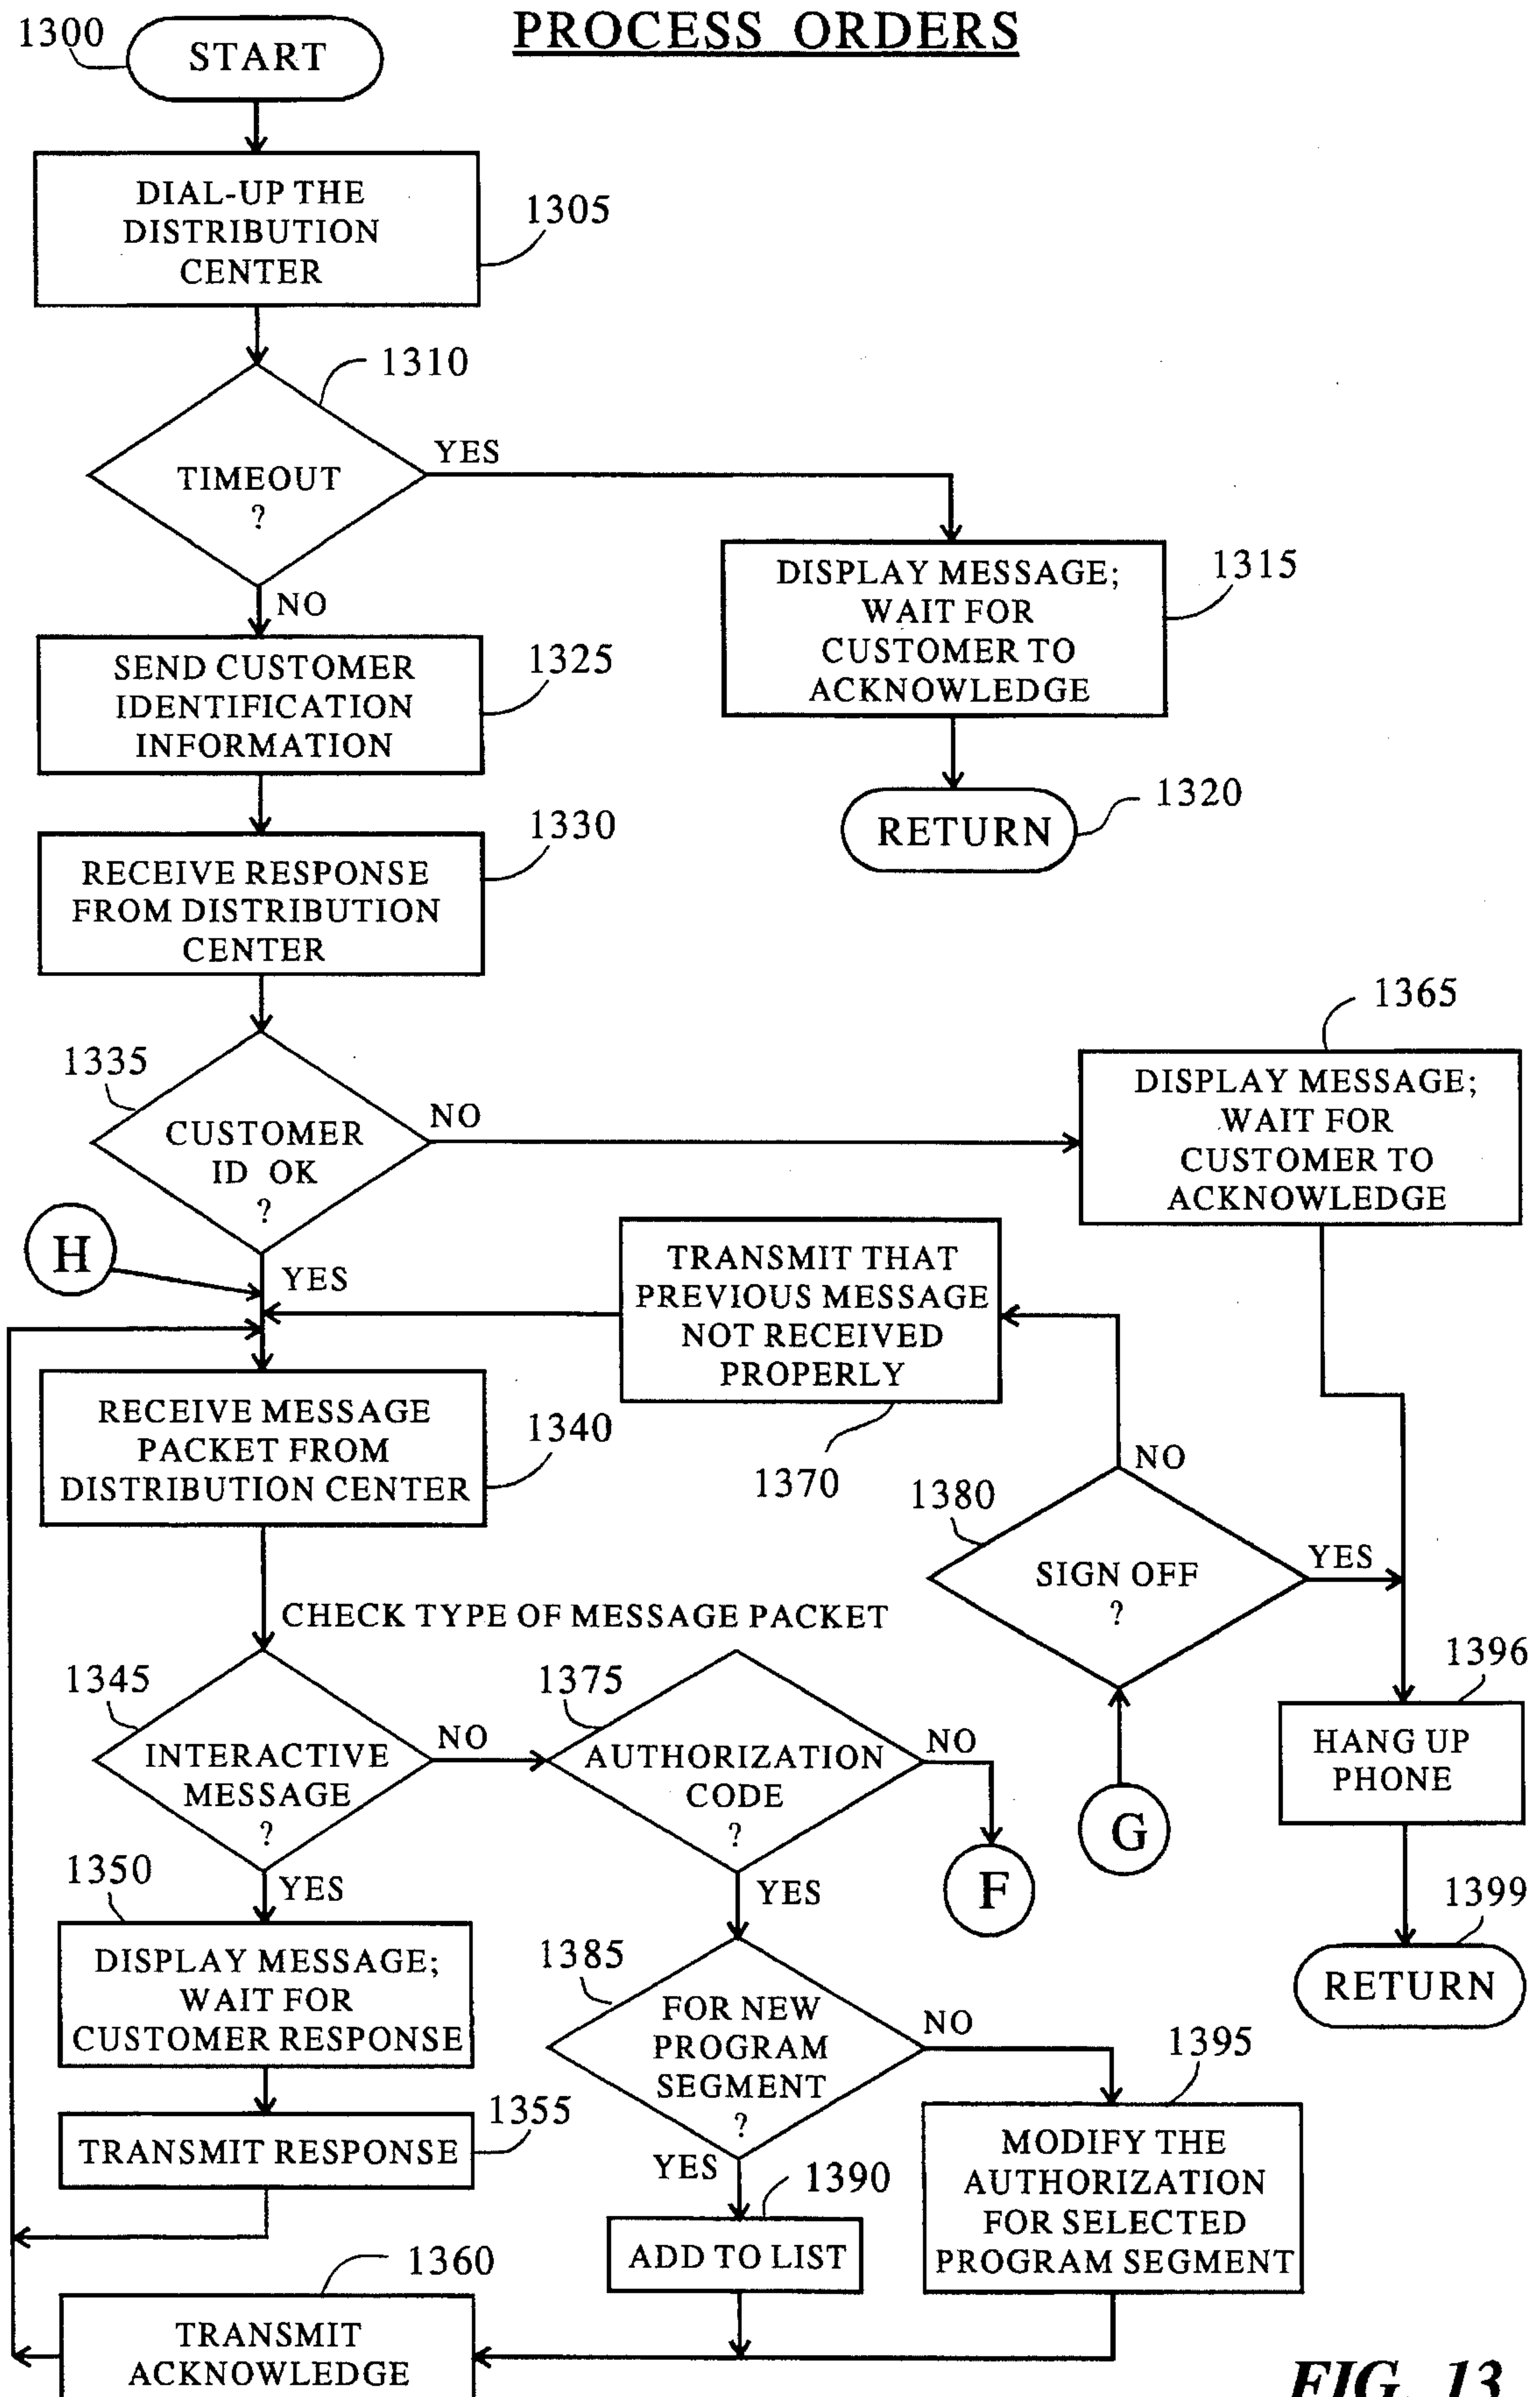 PROCESS ORDERS
1300
START
DIAL-UP THE
DISTRIBUTION
CENTER
1305
1310
TIMEOUT
?
YES
NO
DISPLAY MESSAGE;
WAIT FOR
CUSTOMER TO
ACKNOWLEDGE
1315
RETURN
1320
SEND CUSTOMER
IDENTIFICATION
INFORMATION
1325
RECEIVE RESPONSE
FROM DISTRIBUTION
CENTER
1330
1335
CUSTOMER
ID OK
?
NO
YES
1365
DISPLAY MESSAGE;
WAIT FOR
CUSTOMER TO
ACKNOWLEDGE
H
TRANSMIT THAT
PREVIOUS MESSAGE
NOT RECEIVED
PROPERLY
1370
RECEIVE MESSAGE
PACKET FROM
DISTRIBUTION CENTER
1340
1380
NO
SIGN OFF
?
YES
CHECK TYPE OF MESSAGE PACKET
1345
INTERACTIVE
MESSAGE
?
NO
YES
1375
AUTHORIZATION
CODE
?
NO
YES
F
G
1396
HANG UP
PHONE
1399
RETURN
1350
DISPLAY MESSAGE;
WAIT FOR
CUSTOMER RESPONSE
1385
FOR NEW
PROGRAM
SEGMENT
?
NO
YES
1395
MODIFY THE
AUTHORIZATION
FOR SELECTED
PROGRAM SEGMENT
1355
TRANSMIT RESPONSE
1390
ADD TO LIST
1360
TRANSMIT
ACKNOWLEDGE
FIG. 13